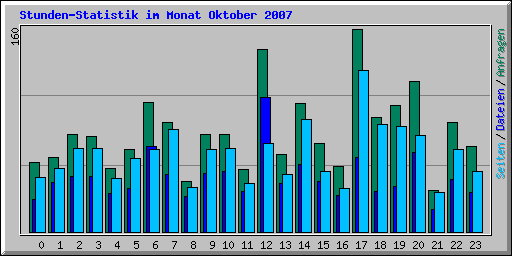 Stunden-Statistik im Monat Oktober 2007
160
Seiten / Dateien / Anfragen
0 1 2 3 4 5 6 7 8 9 10 11 12 13 14 15 16 17 18 19 20 21 22 23